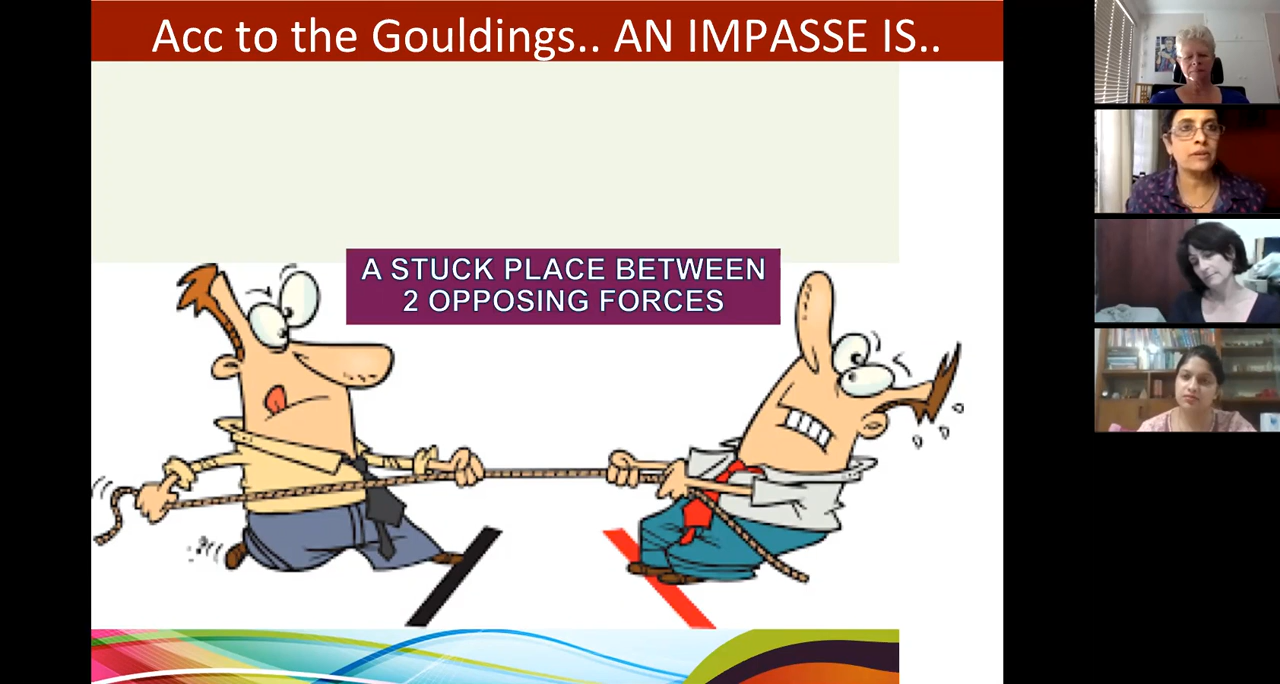 Acc to the Gouldings.. AN IMPASSE IS..
A STUCK PLACE BETWEEN
2 OPPOSING FORCES